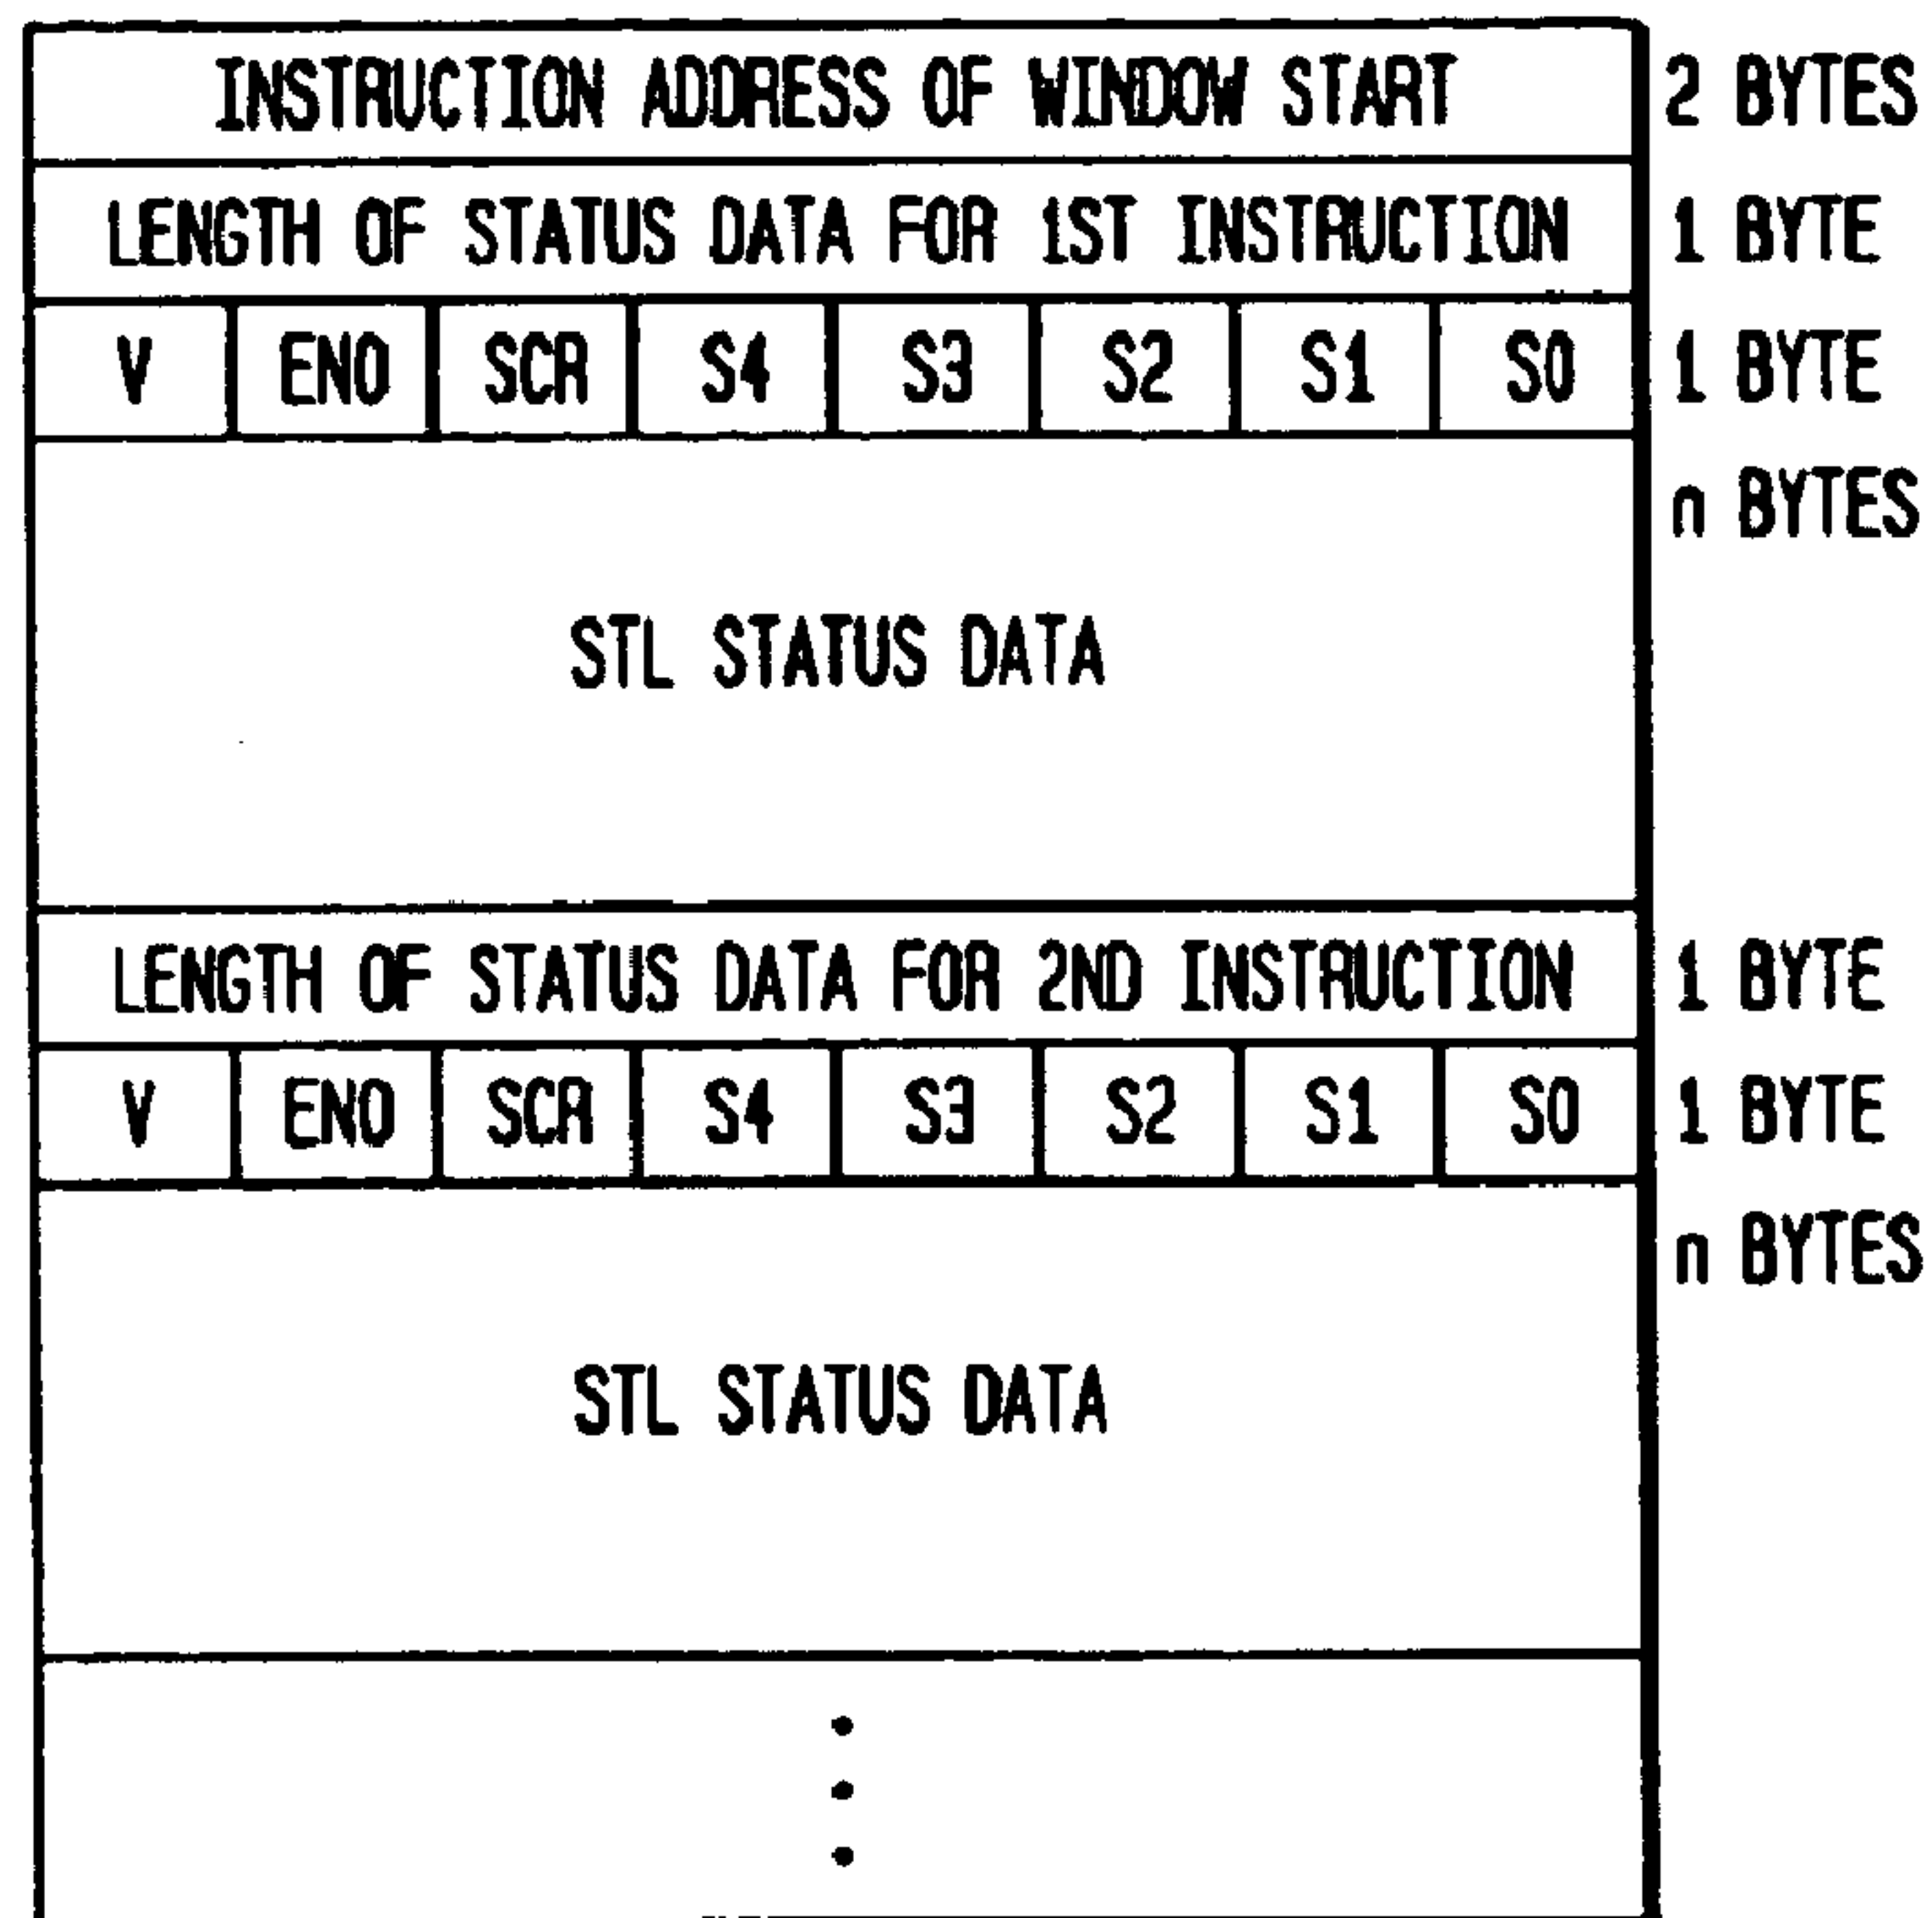 INSTRUCTION ADDRESS OF WINDOW START 2 BYTES
LENGTH OF STATUS DATA FOR 1ST INSTRUCTION 1 BYTE
V ENO SCR S4 S3 S2 S1 S0 1 BYTE
n BYTES
STL STATUS DATA
LENGTH OF STATUS DATA FOR 2ND INSTRUCTION 1 BYTE
V ENO SCR S4 S3 S2 S1 S0 1 BYTE
n BYTES
STL STATUS DATA